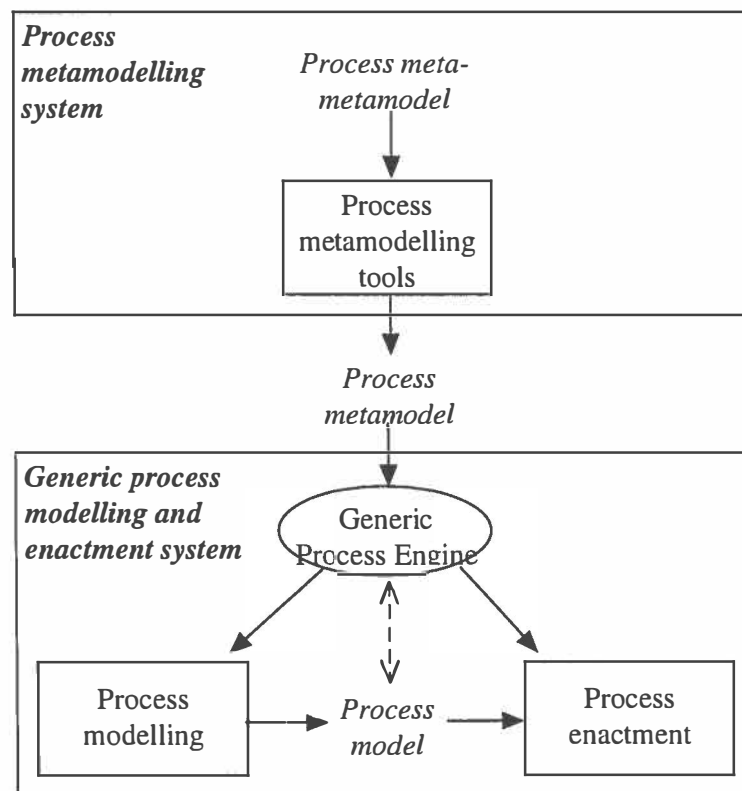 Process
metamodelling
system
Process meta-
metamodel
Process
metamodelling
tools
Process
metamodel
Generic process
modelling and
enactment system
Generic
Process Engine
Process
modelling
Process
model
Process
enactment